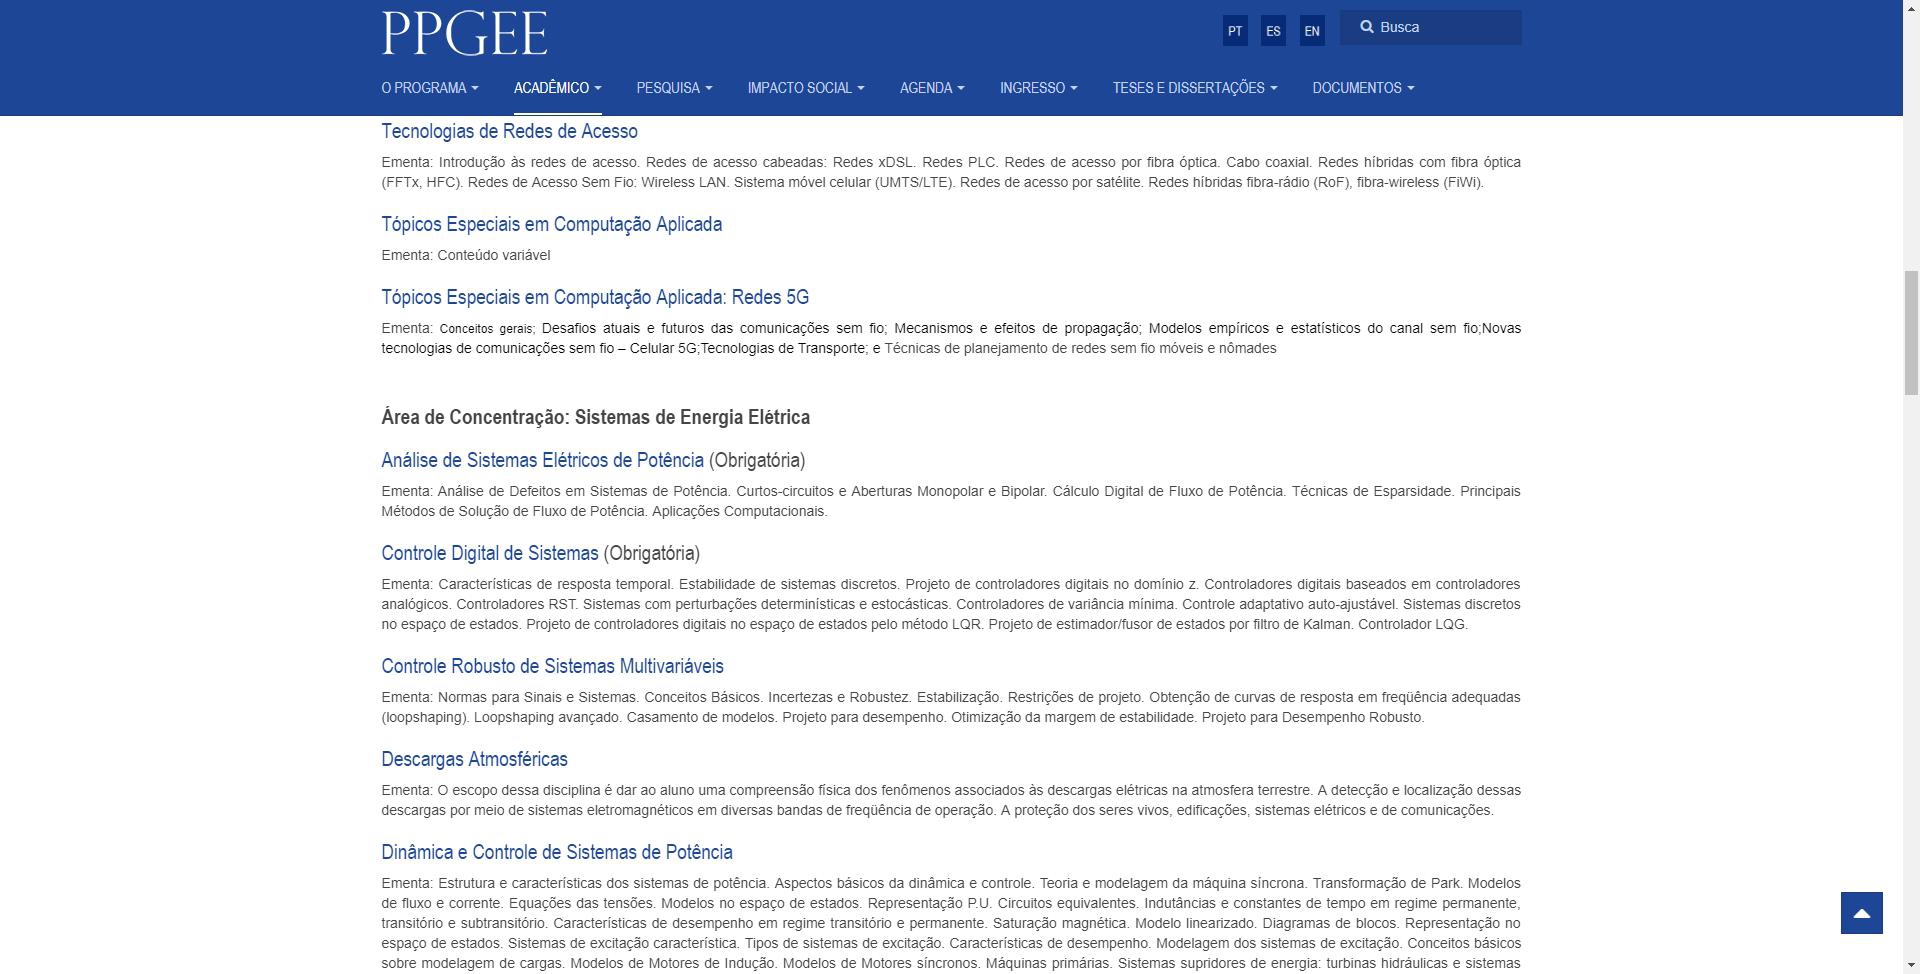 PPGEE
PT ES EN Busca
O PROGRAMA ACADÊMICO PESQUISA IMPACTO SOCIAL AGENDA INGRESSO TESES E DISSERTAÇÕES DOCUMENTOS
Tecnologias de Redes de Acesso
Ementa: Introdução às redes de acesso. Redes de acesso cabeadas: Redes xDSL. Redes PLC. Redes de acesso por fibra óptica. Cabo coaxial. Redes híbridas com fibra óptica
(FFTx, HFC). Redes de Acesso Sem Fio: Wireless LAN. Sistema móvel celular (UMTS/LTE). Redes de acesso por satélite. Redes híbridas fibra-rádio (RoF), fibra-wireless (FiWi).
Tópicos Especiais em Computação Aplicada
Ementa: Conteúdo variável
Tópicos Especiais em Computação Aplicada: Redes 5G
Ementa: Conceitos gerais; Desafios atuais e futuros das comunicações sem fio; Mecanismos e efeitos de propagação; Modelos empíricos e estatísticos do canal sem fio;Novas
tecnologias de comunicações sem fio – Celular 5G;Tecnologias de Transporte; e Técnicas de planejamento de redes sem fio móveis e nômades
Área de Concentração: Sistemas de Energia Elétrica
Análise de Sistemas Elétricos de Potência (Obrigatória)
Ementa: Análise de Defeitos em Sistemas de Potência. Curtos-circuitos e Aberturas Monopolar e Bipolar. Cálculo Digital de Fluxo de Potência. Técnicas de Esparsidade. Principais
Métodos de Solução de Fluxo de Potência. Aplicações Computacionais.
Controle Digital de Sistemas (Obrigatória)
Ementa: Características de resposta temporal. Estabilidade de sistemas discretos. Projeto de controladores digitais no domínio z. Controladores digitais baseados em controladores
analógicos. Controladores RST. Sistemas com perturbações determinísticas e estocásticas. Controladores de variância mínima. Controle adaptativo auto-ajustável. Sistemas discretos
no espaço de estados. Projeto de controladores digitais no espaço de estados pelo método LQR. Projeto de estimador/fusor de estados por filtro de Kalman. Controlador LQG.
Controle Robusto de Sistemas Multivariáveis
Ementa: Normas para Sinais e Sistemas. Conceitos Básicos. Incertezas e Robustez. Estabilização. Restrições de projeto. Obtenção de curvas de resposta em freqüência adequadas
(loopshaping). Loopshaping avançado. Casamento de modelos. Projeto para desempenho. Otimização da margem de estabilidade. Projeto para Desempenho Robusto.
Descargas Atmosféricas
Ementa: O escopo dessa disciplina é dar ao aluno uma compreensão física dos fenômenos associados às descargas elétricas na atmosfera terrestre. A detecção e localização dessas
descargas por meio de sistemas eletromagnéticos em diversas bandas de freqüência de operação. A proteção dos seres vivos, edificações, sistemas elétricos e de comunicações.
Dinâmica e Controle de Sistemas de Potência
Ementa: Estrutura e características dos sistemas de potência. Aspectos básicos da dinâmica e controle. Teoria e modelagem da máquina síncrona. Transformação de Park. Modelos
de fluxo e corrente. Equações das tensões. Modelos no espaço de estados. Representação P.U. Circuitos equivalentes. Indutâncias e constantes de tempo em regime permanente,
transitório e subtransitório. Características de desempenho em regime transitório e permanente. Saturação magnética. Modelo linearizado. Diagramas de blocos. Representação no
espaço de estados. Sistemas de excitação característica. Tipos de sistemas de excitação. Características de desempenho. Modelagem dos sistemas de excitação. Conceitos básicos
sobre modelagem de cargas. Modelos de Motores de Indução. Modelos de Motores síncronos. Máquinas primárias. Sistemas supridores de energia: turbinas hidráulicas e sistemas